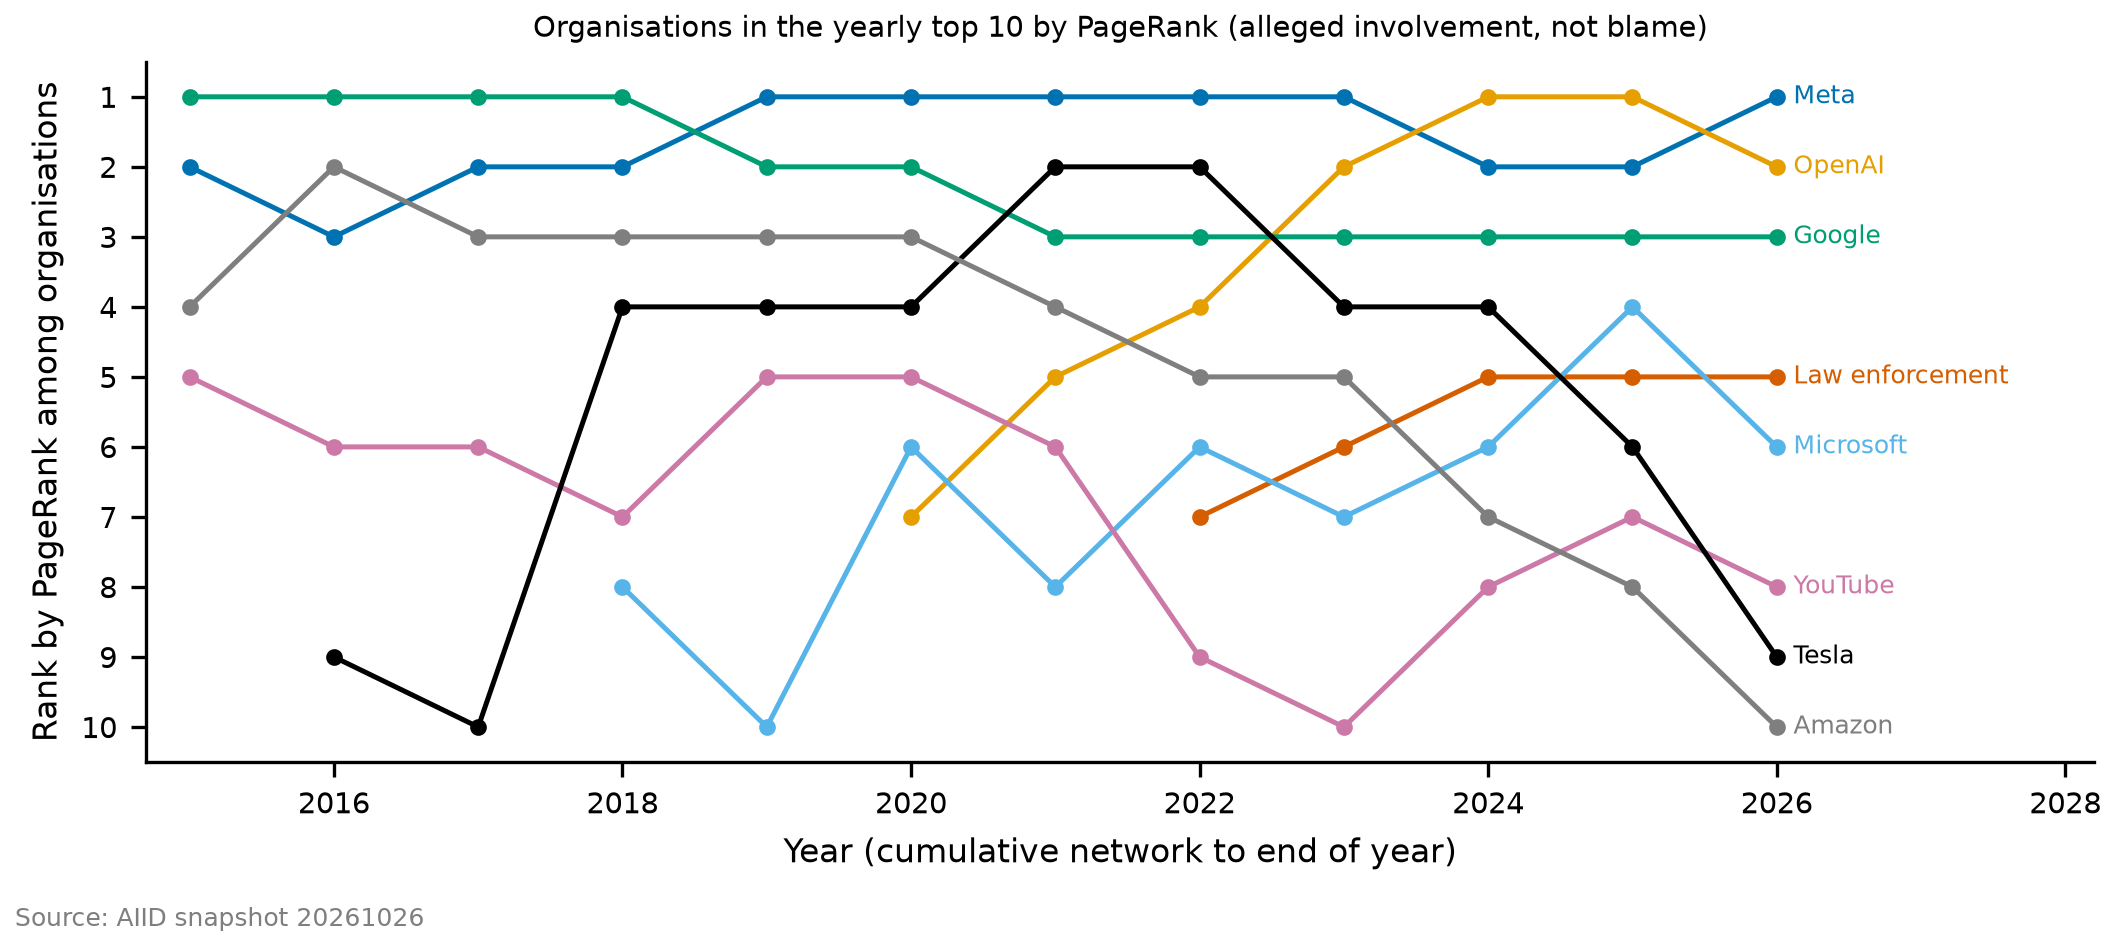 Organisations in the yearly top 10 by PageRank (alleged involvement, not blame)
Rank by PageRank among organisations
1
2
3
4
5
6
7
8
9
10
Meta
OpenAI
Google
Law enforcement
Microsoft
YouTube
Tesla
Amazon
2016 2018 2020 2022 2024 2026 2028
Year (cumulative network to end of year)
Source: AIID snapshot 20261026